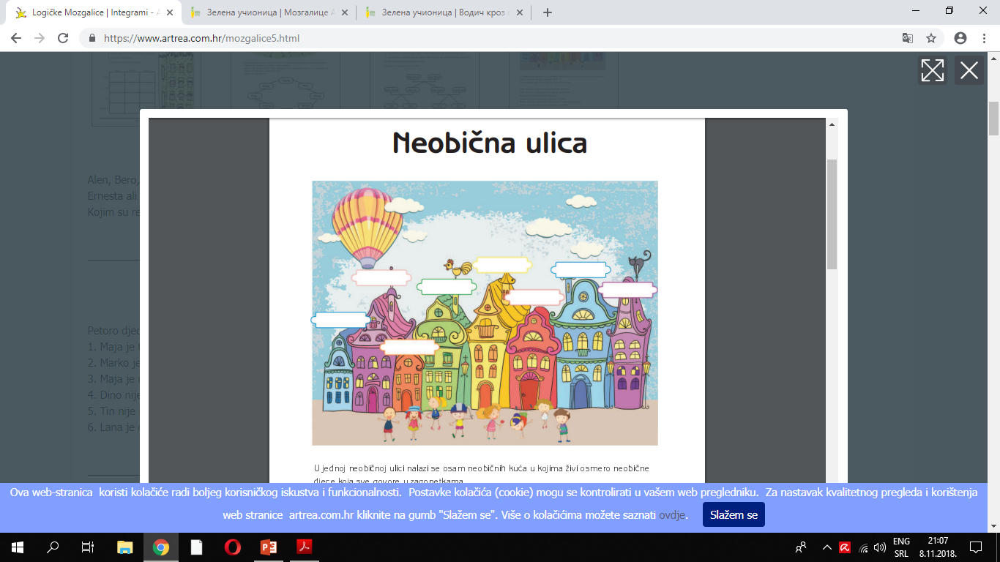 Logičke Mozgalice | Integrami - A
Зелена учионица | Мозгалице А
Зелена учионица | Водич кроз с
https://www.artrea.com.hr/mozgalice5.html
Neobična ulica
Alen, Bero,
Ernesta ali
Kojim su re
Petoro djec
1. Maja je t
2. Marko je
3. Maja je
4. Dino nije
5. Tin nije
6. Lana je
U jednoj neobičnoj ulici nalazi se osam neobičnih kuća u kojima živi osmero neobične
djece koja sve govore u zagonetkama.
Ova web-stranica koristi kolačiće radi boljeg korisničkog iskustva i funkcionalnosti. Postavke kolačića (cookie) mogu se kontrolirati u vašem web pregledniku. Za nastavak kvalitetnog pregleda i korištenja
web stranice artrea.com.hr kliknite na gumb "Slažem se". Više o kolačićima možete saznati ovdje. Slažem se
ENG 21:07
SRL 8.11.2018.